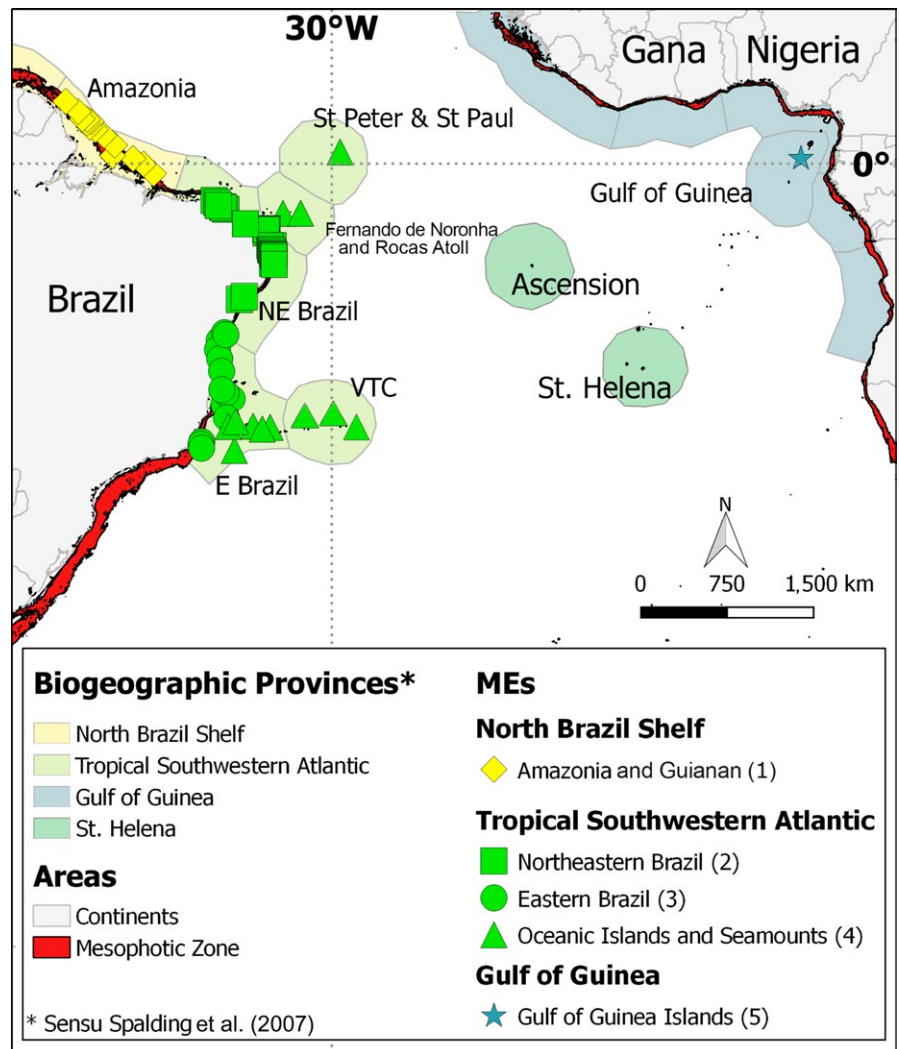 30°W
Gana
Nigeria
Amazonia
St Peter & St Paul
0°
Gulf of Guinea
Fernando de Noronha
and Rocas Atoll
Ascension
Brazil
NE Brazil
St. Helena
VTC
E Brazil
N
0 750 1,500 km
Biogeographic Provinces*
North Brazil Shelf
Tropical Southwestern Atlantic
Gulf of Guinea
St. Helena
Areas
Continents
Mesophotic Zone
* Sensu Spalding et al. (2007)
MEs
North Brazil Shelf
Amazonia and Guianan (1)
Tropical Southwestern Atlantic
Northeastern Brazil (2)
Eastern Brazil (3)
Oceanic Islands and Seamounts (4)
Gulf of Guinea
Gulf of Guinea Islands (5)